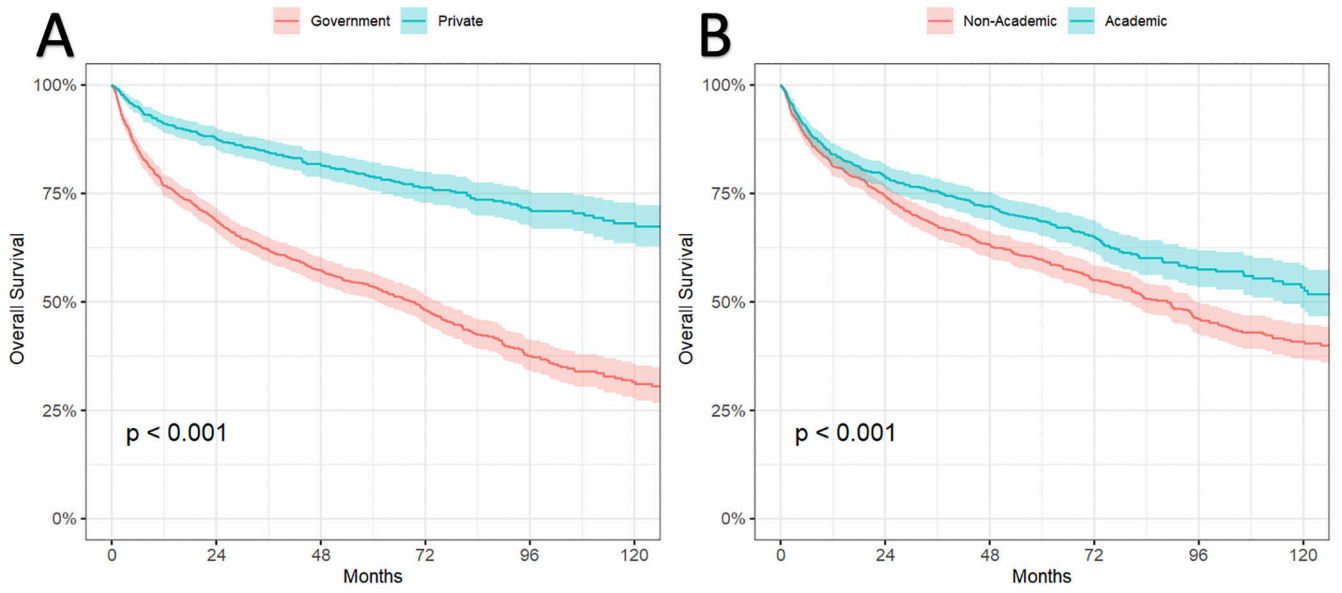 A
Government Private
100%
75%
50%
25%
0%
Overall Survival
p < 0.001
0 24 48 72 96 120
Months
B
Non-Academic Academic
100%
75%
50%
25%
0%
Overall Survival
p < 0.001
0 24 48 72 96 120
Months